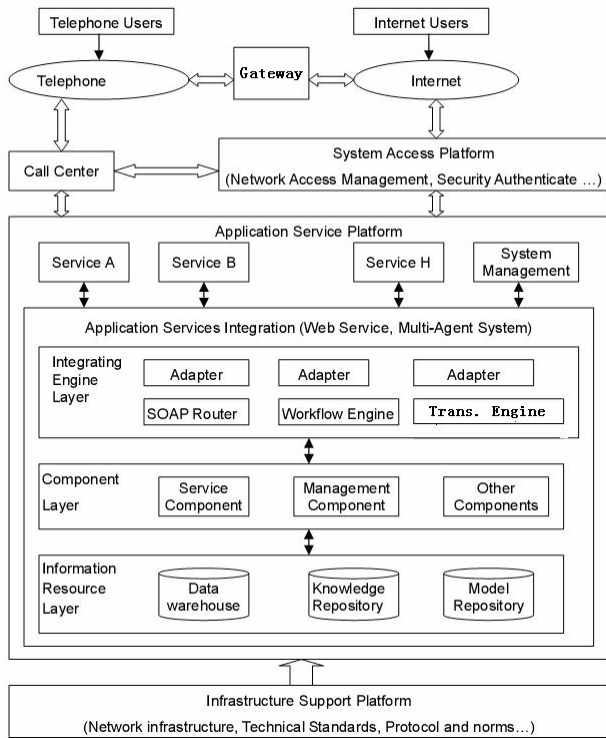 Telephone Users
Internet Users
Telephone
Gateway
Internet
Call Center
System Access Platform
(Network Access Management, Security Authenticate …)
Application Service Platform
Service A
Service B
Service H
System
Management
Application Services Integration (Web Service, Multi-Agent System)
Integrating
Engine
Layer
Adapter
Adapter
Adapter
SOAP Router
Workflow Engine
Trans. Engine
Component
Layer
Service
Component
Management
Component
Other
Components
Information
Resource
Layer
Data
warehouse
Knowledge
Repository
Model
Repository
Infrastructure Support Platform
(Network infrastructure, Technical Standards, Protocol and norms…)